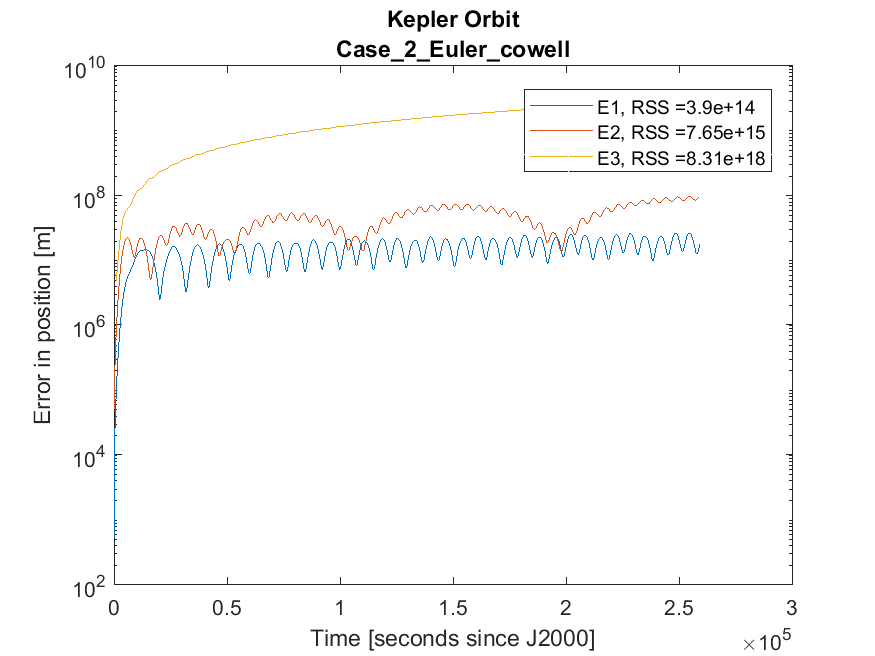 Kepler Orbit
Case_2_Euler_cowell
10^10
10^8
10^6
10^4
10^2
Error in position [m]
E1, RSS =3.9e+14
E2, RSS =7.65e+15
E3, RSS =8.31e+18
0 0.5 1 1.5 2 2.5 3
Time [seconds since J2000]
×10^5